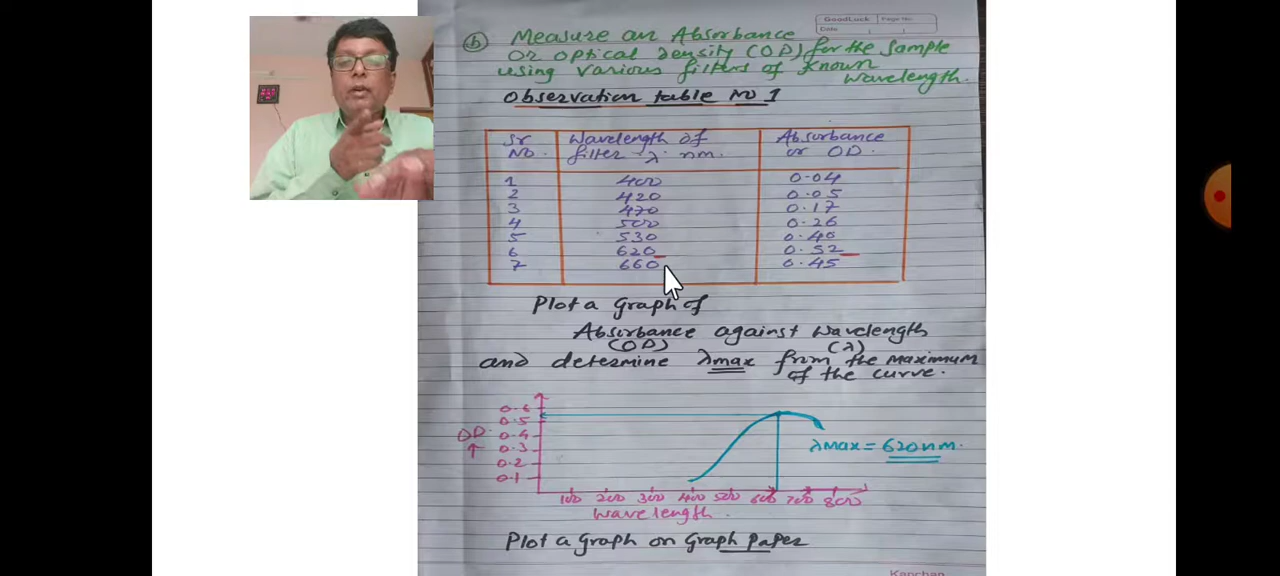 GoodLuck Page No.
Date
(b) Measure an Absorbance
or optical density (OD) for the sample
using various filters of known
wavelength.
Observation table No 1
Sr No. Wavelength of filter λ nm. Absorbance or OD.
1 400 0.04
2 420 0.05
3 470 0.17
4 500 0.26
5 530 0.40
6 620 0.52
7 660 0.45
Plot a graph of
Absorbance against wavelength
(OD) (λ)
and determine λmax from the maximum
of the curve.
0.6
0.5
OD. 0.4
↑ 0.3
0.2
0.1
λmax = 620nm.
100 200 300 400 500 600 700 800
wavelength.
Plot a graph on Graph paper
Kanchan